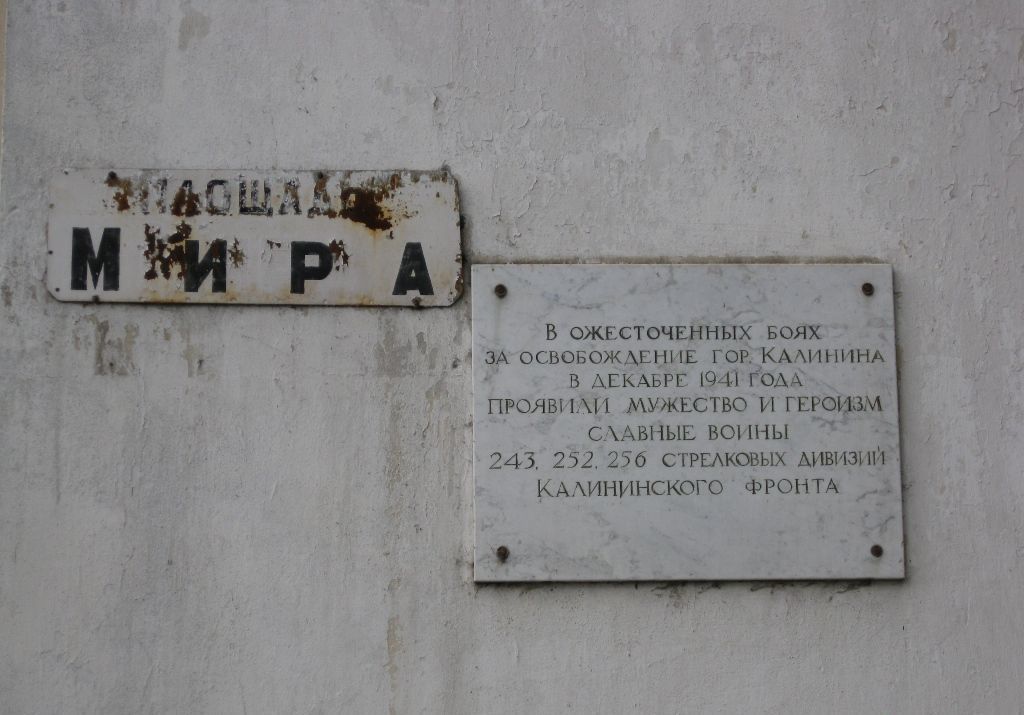 ПЛОЩАДЬ
МИРА
В ОЖЕСТОЧЕННЫХ БОЯХ
ЗА ОСВОБОЖДЕНИЕ ГОР. КАЛИНИНА
В ДЕКАБРЕ 1941 ГОДА
ПРОЯВИЛИ МУЖЕСТВО И ГЕРОИЗМ
СЛАВНЫЕ ВОИНЫ
243, 252, 256 СТРЕЛКОВЫХ ДИВИЗИЙ
КАЛИНИНСКОГО ФРОНТА